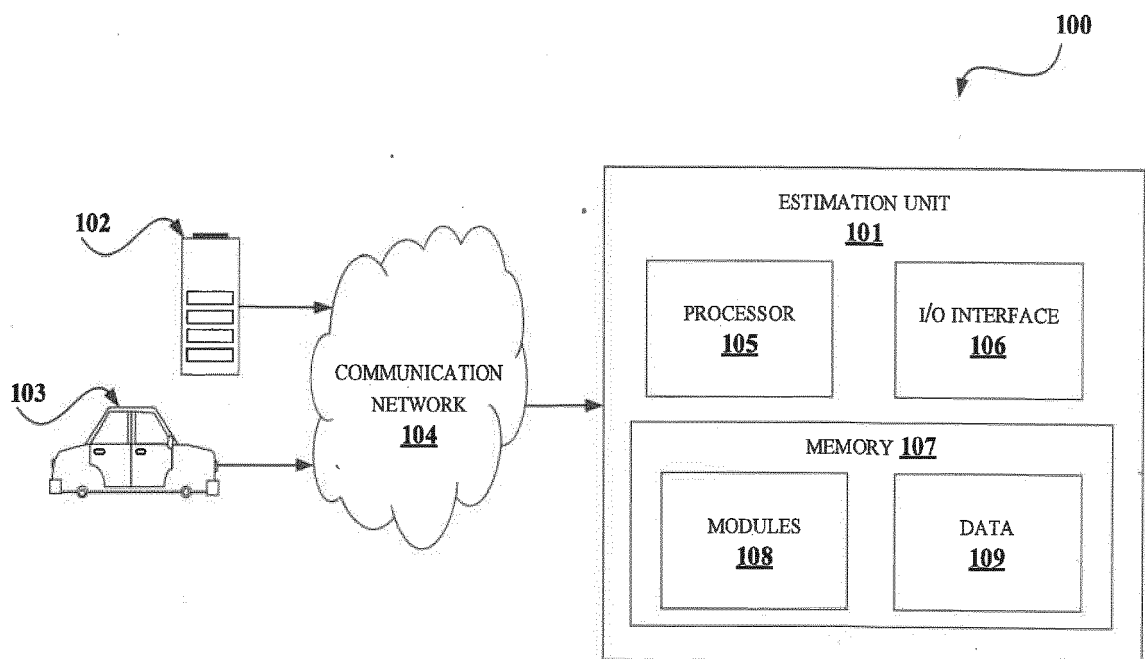 100
102
103
COMMUNICATION
NETWORK
104
ESTIMATION UNIT
101
PROCESSOR
105
I/O INTERFACE
106
MEMORY 107
MODULES
108
DATA
109